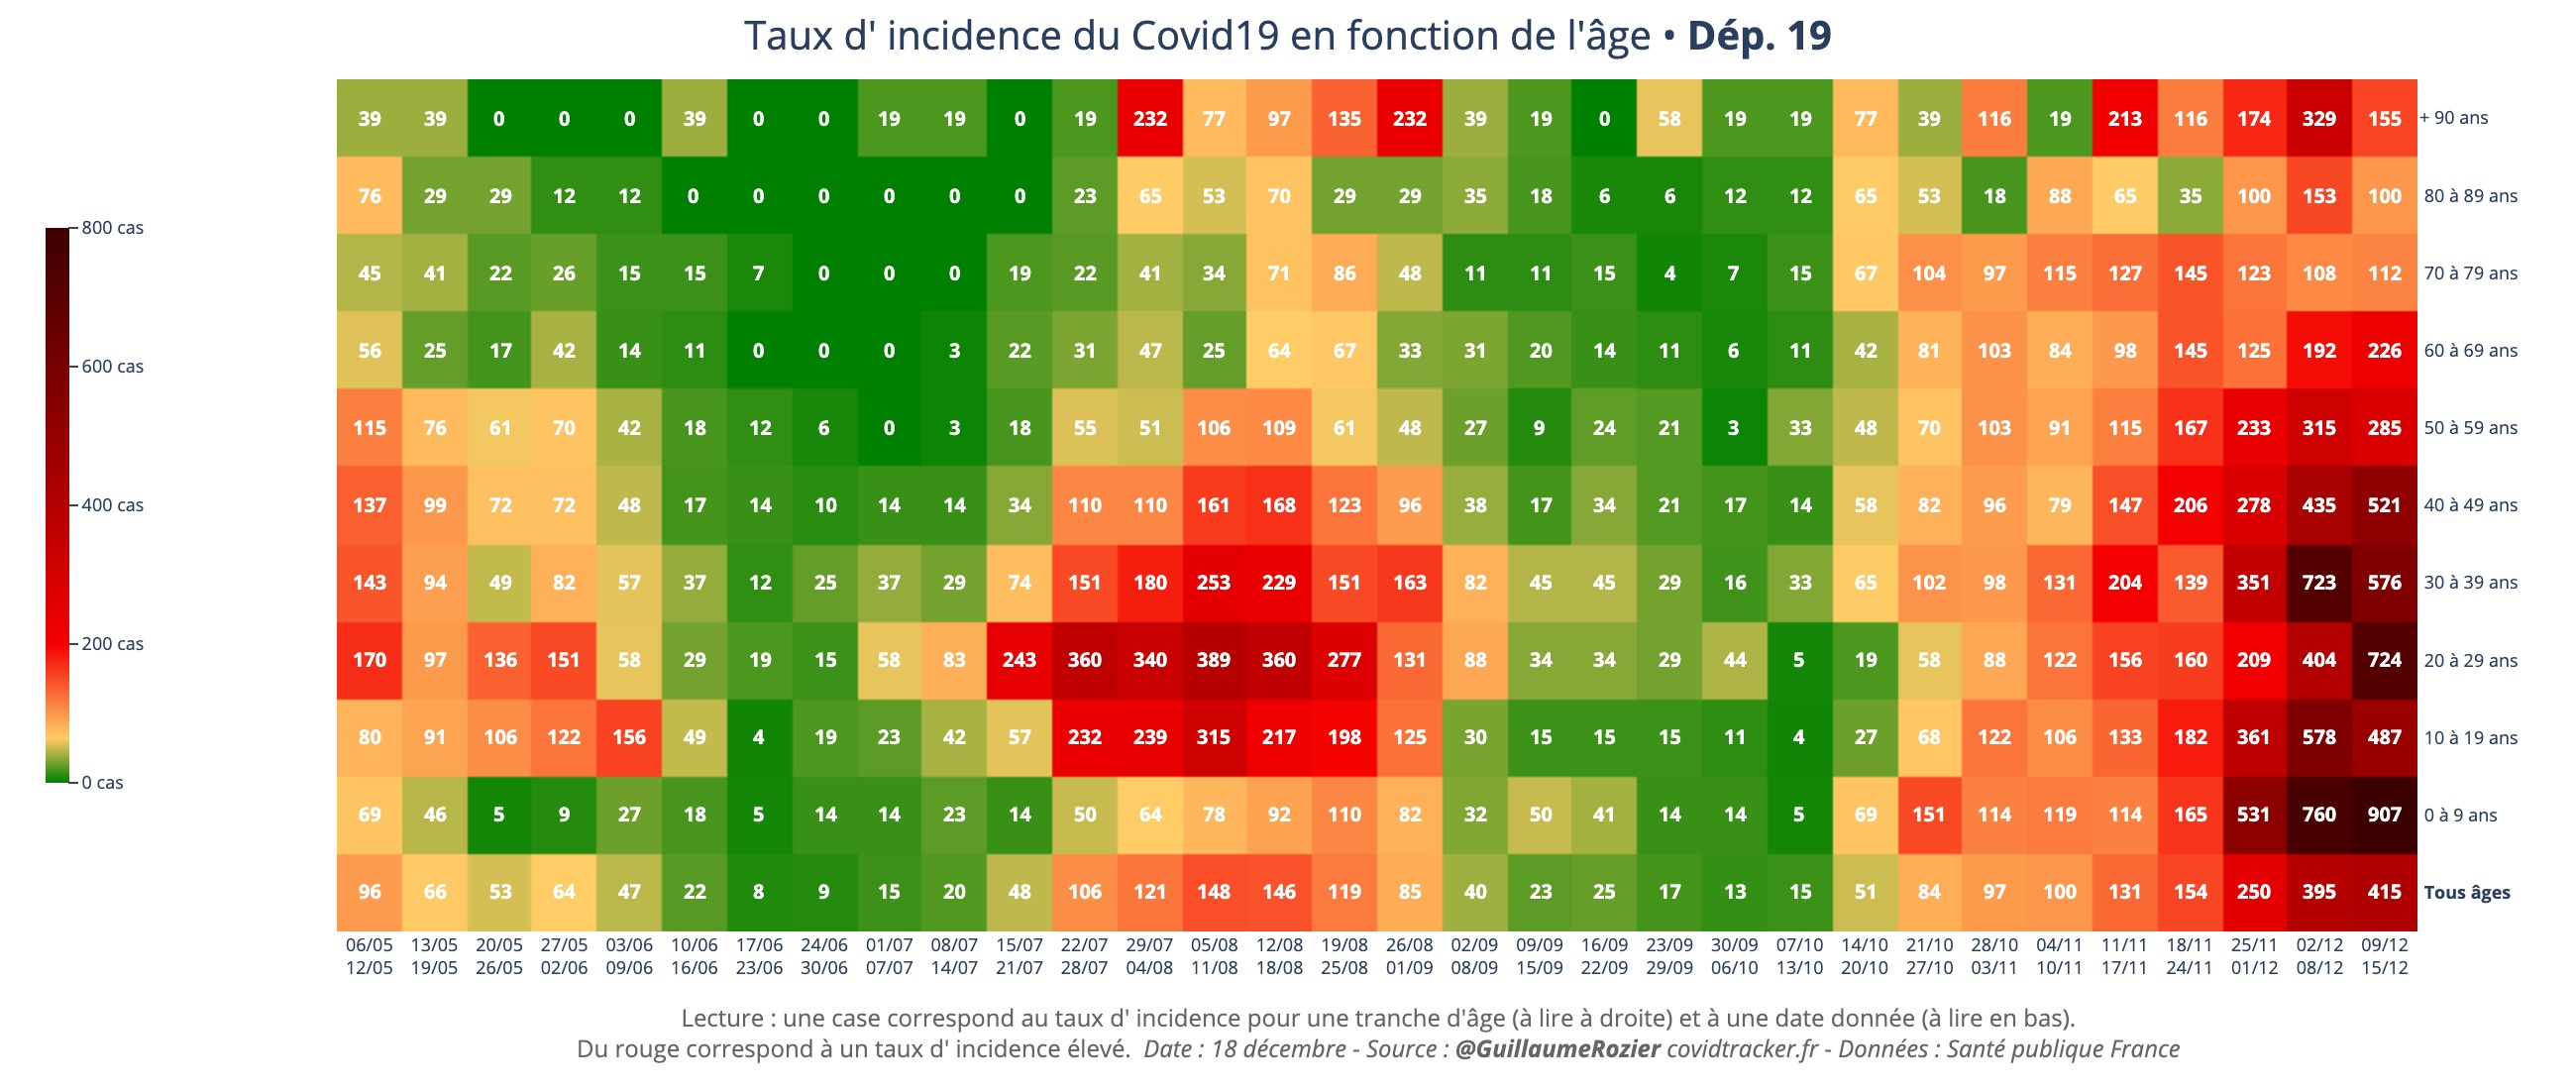 Taux d' incidence du Covid19 en fonction de l'âge • Dép. 19
39 39 0 0 0 39 0 0 19 19 0 19 232 77 97 135 232 39 19 0 58 19 19 77 39 116 19 213 116 174 329 155 + 90 ans
76 29 29 12 12 0 0 0 0 0 0 23 65 53 70 29 29 35 18 6 6 12 12 65 53 18 88 65 35 100 153 100 80 à 89 ans
45 41 22 26 15 15 7 0 0 0 19 22 41 34 71 86 48 11 11 15 4 7 15 67 104 97 115 127 145 123 108 112 70 à 79 ans
56 25 17 42 14 11 0 0 0 3 22 31 47 25 64 67 33 31 20 14 11 6 11 42 81 103 84 98 145 125 192 226 60 à 69 ans
115 76 61 70 42 18 12 6 0 3 18 55 51 106 109 61 48 27 9 24 21 3 33 48 70 103 91 115 167 233 315 285 50 à 59 ans
137 99 72 72 48 17 14 10 14 14 34 110 110 161 168 123 96 38 17 34 21 17 14 58 82 96 79 147 206 278 435 521 40 à 49 ans
143 94 49 82 57 37 12 25 37 29 74 151 180 253 229 151 163 82 45 45 29 16 33 65 102 98 131 204 139 351 723 576 30 à 39 ans
170 97 136 151 58 29 19 15 58 83 243 360 340 389 360 277 131 88 34 34 29 44 5 19 58 88 122 156 160 209 404 724 20 à 29 ans
80 91 106 122 156 49 4 19 23 42 57 232 239 315 217 198 125 30 15 15 15 11 4 27 68 122 106 133 182 361 578 487 10 à 19 ans
69 46 5 9 27 18 5 14 14 23 14 50 64 78 92 110 82 32 50 41 14 14 5 69 151 114 119 114 165 531 760 907 0 à 9 ans
96 66 53 64 47 22 8 9 15 20 48 106 121 148 146 119 85 40 23 25 17 13 15 51 84 97 100 131 154 250 395 415 Tous âges
06/05 13/05 20/05 27/05 03/06 10/06 17/06 24/06 01/07 08/07 15/07 22/07 29/07 05/08 12/08 19/08 26/08 02/09 09/09 16/09 23/09 30/09 07/10 14/10 21/10 28/10 04/11 11/11 18/11 25/11 02/12 09/12
12/05 19/05 26/05 02/06 09/06 16/06 23/06 30/06 07/07 14/07 21/07 28/07 04/08 11/08 18/08 25/08 01/09 08/09 15/09 22/09 29/09 06/10 13/10 20/10 27/10 03/11 10/11 17/11 24/11 01/12 08/12 15/12
800 cas
600 cas
400 cas
200 cas
0 cas
Lecture : une case correspond au taux d' incidence pour une tranche d'âge (à lire à droite) et à une date donnée (à lire en bas).
Du rouge correspond à un taux d' incidence élevé. Date : 18 décembre - Source : @GuillaumeRozier covidtracker.fr - Données : Santé publique France